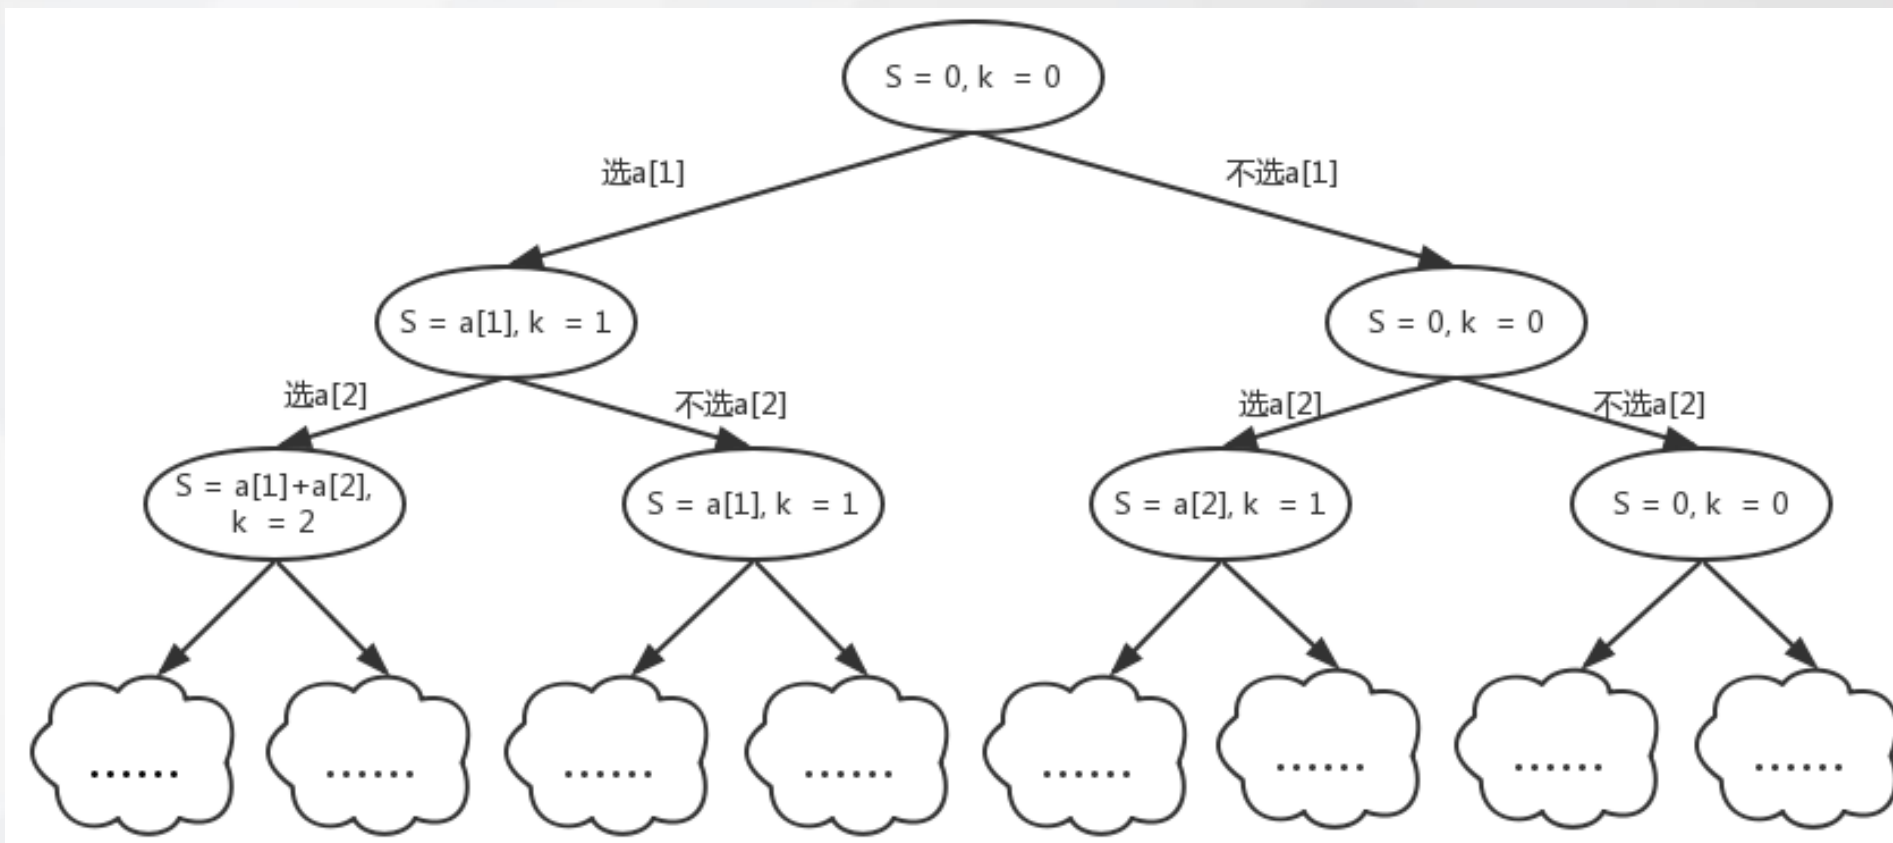 S = 0, k = 0
选a[1]
不选a[1]
S = a[1], k = 1
S = 0, k = 0
选a[2]
不选a[2]
选a[2]
不选a[2]
S = a[1]+a[2],
k = 2
S = a[1], k = 1
S = a[2], k = 1
S = 0, k = 0
......
......
......
......
......
......
......
......